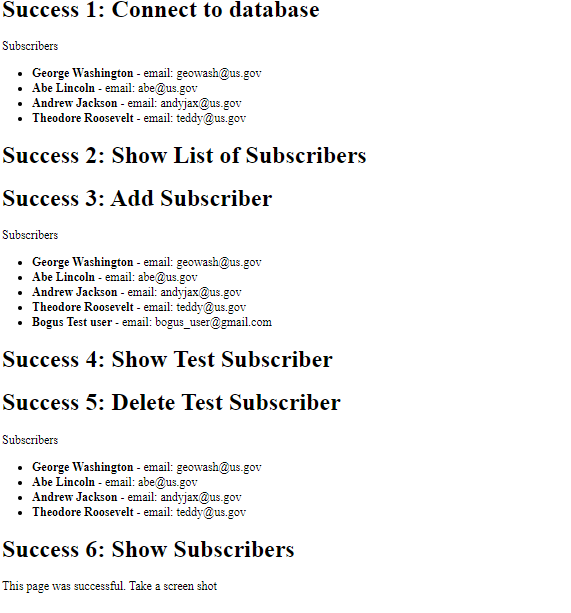 Success 1: Connect to database
Subscribers
George Washington - email: geowash@us.gov
Abe Lincoln - email: abe@us.gov
Andrew Jackson - email: andyjax@us.gov
Theodore Roosevelt - email: teddy@us.gov
Success 2: Show List of Subscribers
Success 3: Add Subscriber
Subscribers
George Washington - email: geowash@us.gov
Abe Lincoln - email: abe@us.gov
Andrew Jackson - email: andyjax@us.gov
Theodore Roosevelt - email: teddy@us.gov
Bogus Test user - email: bogus_user@gmail.com
Success 4: Show Test Subscriber
Success 5: Delete Test Subscriber
Subscribers
George Washington - email: geowash@us.gov
Abe Lincoln - email: abe@us.gov
Andrew Jackson - email: andyjax@us.gov
Theodore Roosevelt - email: teddy@us.gov
Success 6: Show Subscribers
This page was successful. Take a screen shot